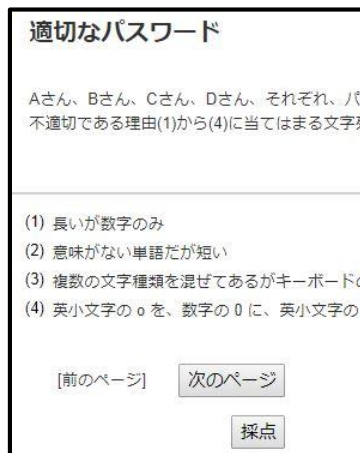 適切なパスワード
Aさん、Bさん、Cさん、Dさん、それぞれ、パ
不適切である理由(1)から(4)に当てはまる文字
(1) 長いが数字のみ
(2) 意味がない単語だが短い
(3) 複数の文字種類を混ぜてあるがキーボードの
(4) 英小文字の o を、数字の 0 に、英小文字の
[前のページ] 次のページ
採点